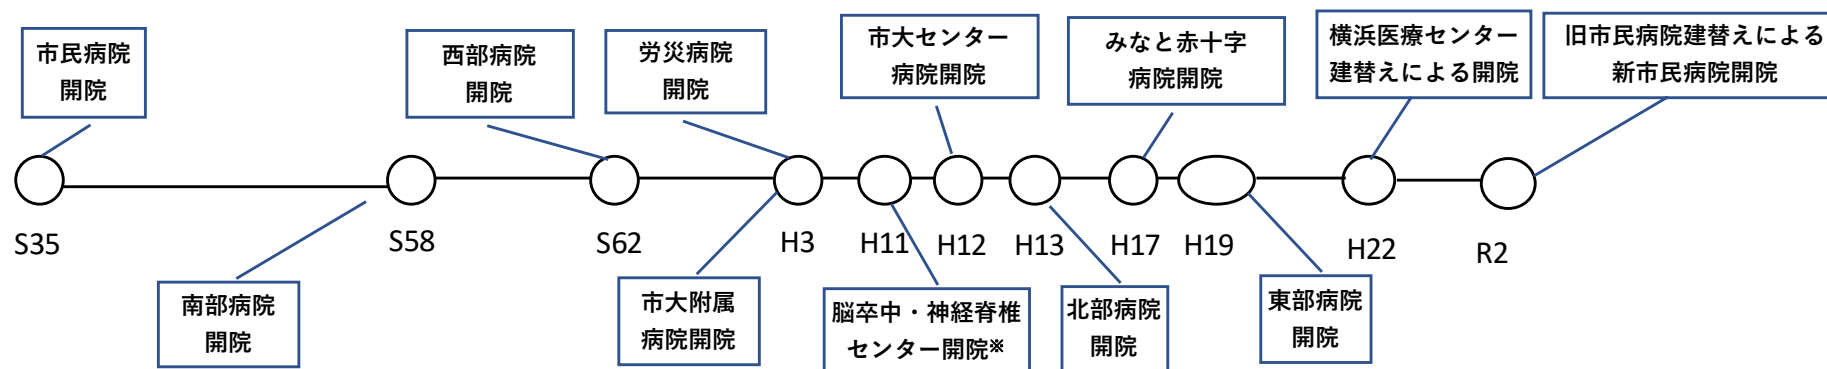 市民病院
開院
西部病院
開院
労災病院
開院
市大センター
病院開院
みなと赤十字
病院開院
横浜医療センター
建替えによる開院
旧市民病院建替えによる
新市民病院開院
S35
S58
S62
H3
H11
H12
H13
H17
H19
H22
R2
南部病院
開院
市大附属
病院開院
脳卒中・神経脊椎
センター開院※
北部病院
開院
東部病院
開院